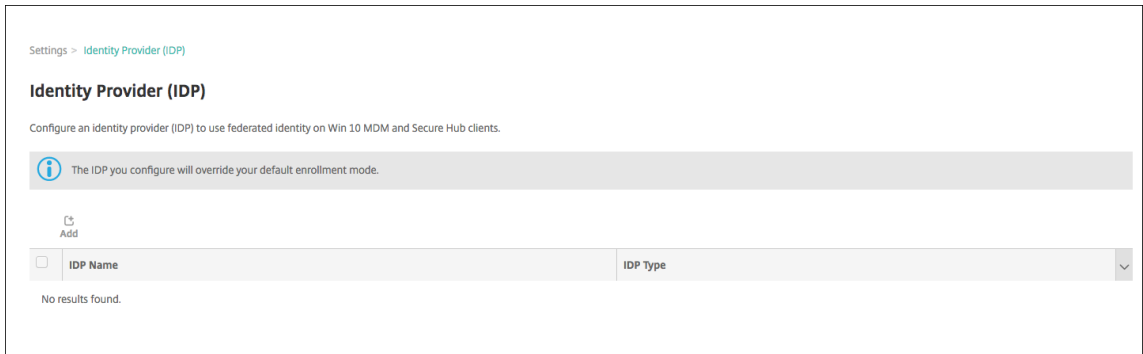 Settings > Identity Provider (IDP)
Identity Provider (IDP)
Configure an identity provider (IDP) to use federated identity on Win 10 MDM and Secure Hub clients.
The IDP you configure will override your default enrollment mode.
Add
IDP Name IDP Type
No results found.